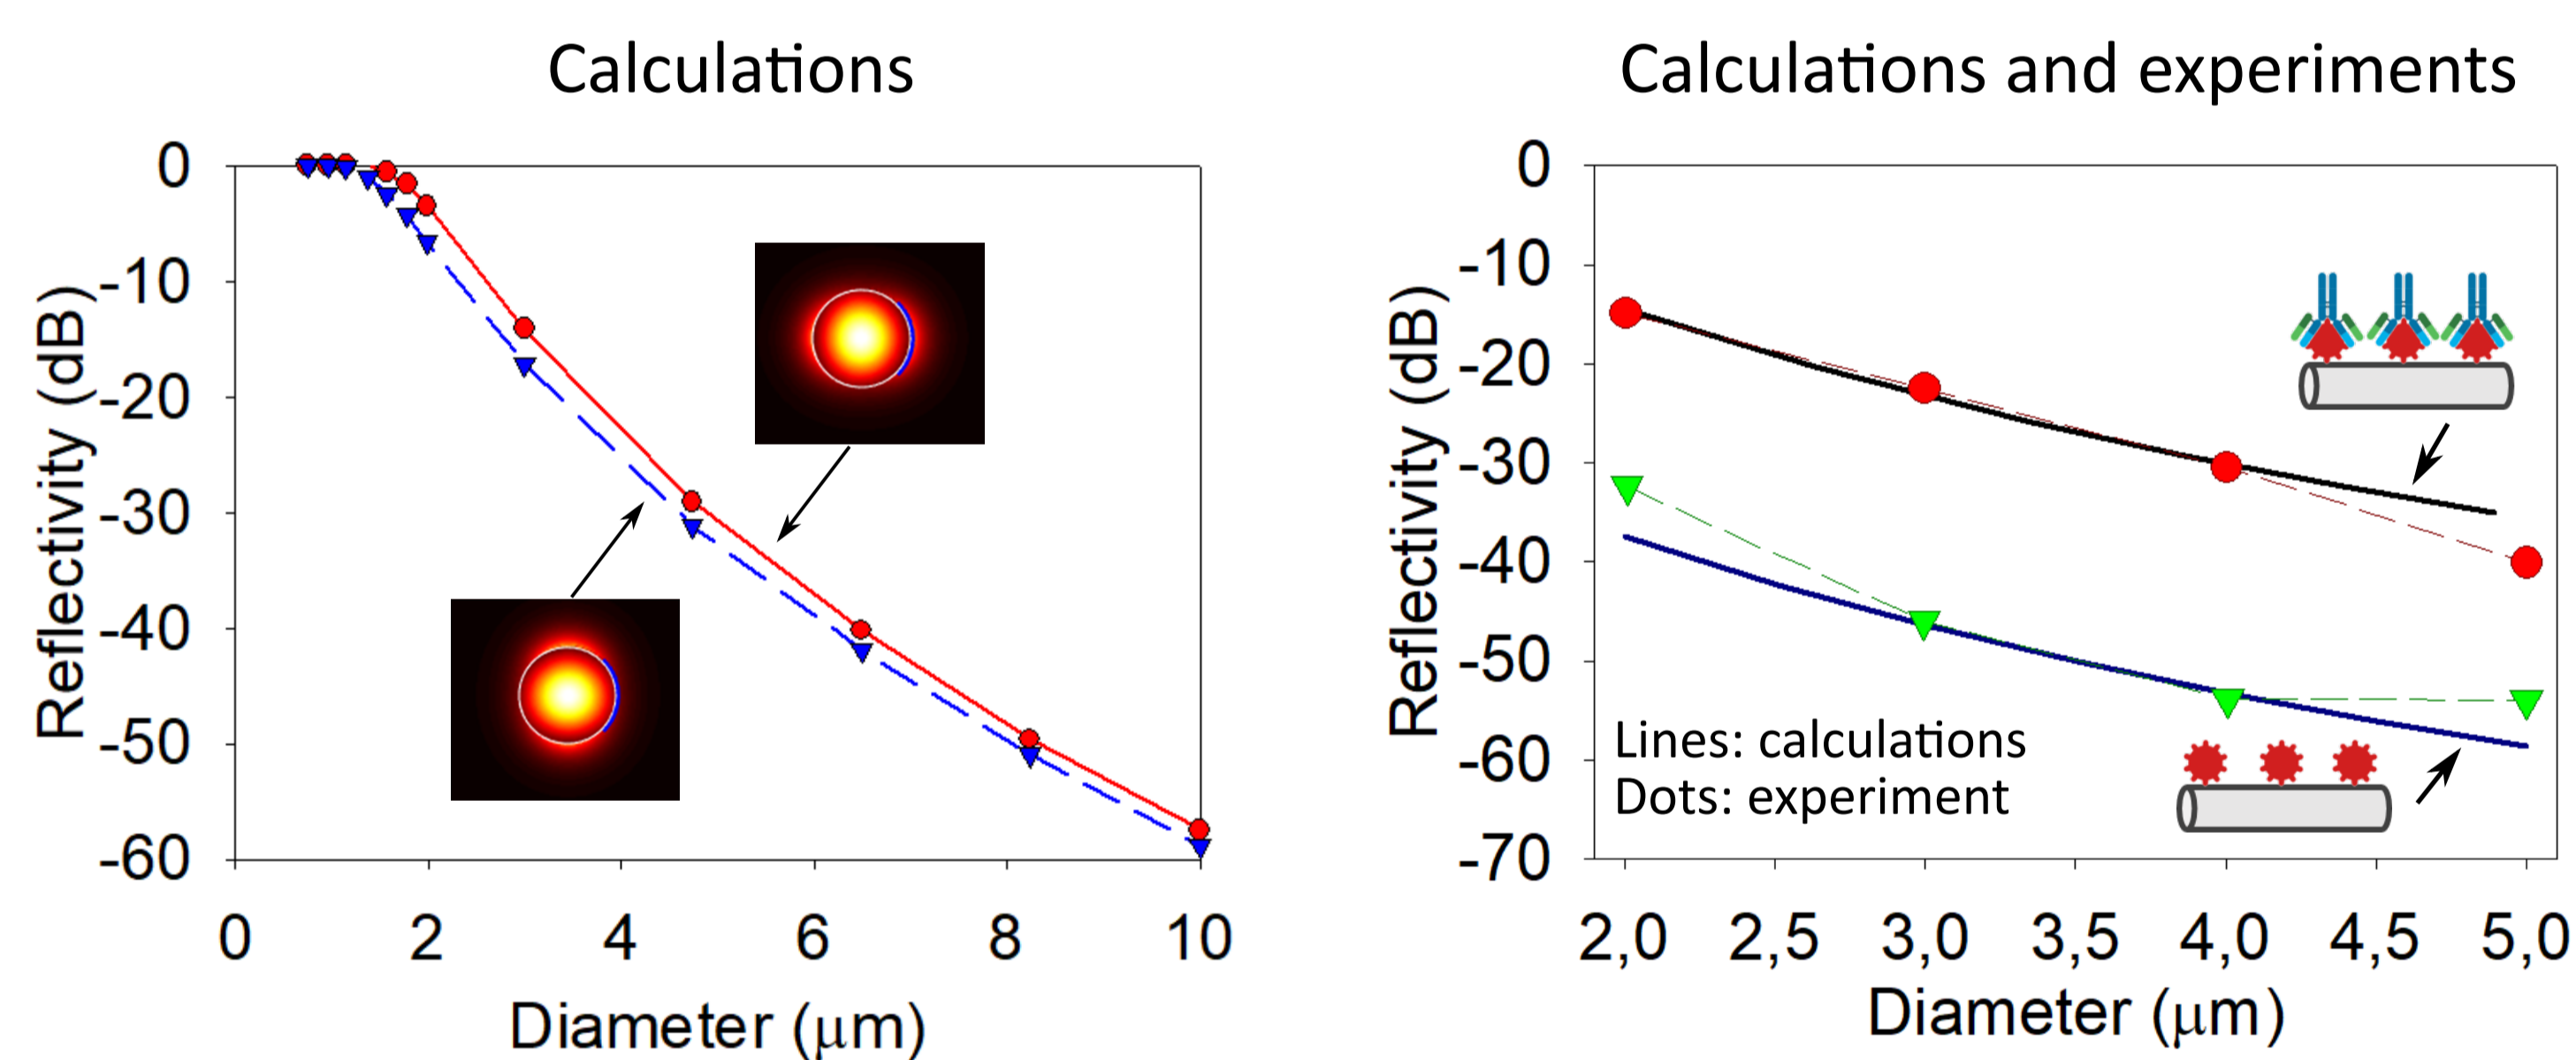 Calculations
0
-10
-20
-30
-40
-50
-60
Reflectivity (dB)
0 2 4 6 8 10
Diameter (μm)
Calculations and experiments
0
-10
-20
-30
-40
-50
-60
-70
Reflectivity (dB)
Lines: calculations
Dots: experiment
2,0 2,5 3,0 3,5 4,0 4,5 5,0
Diameter (μm)